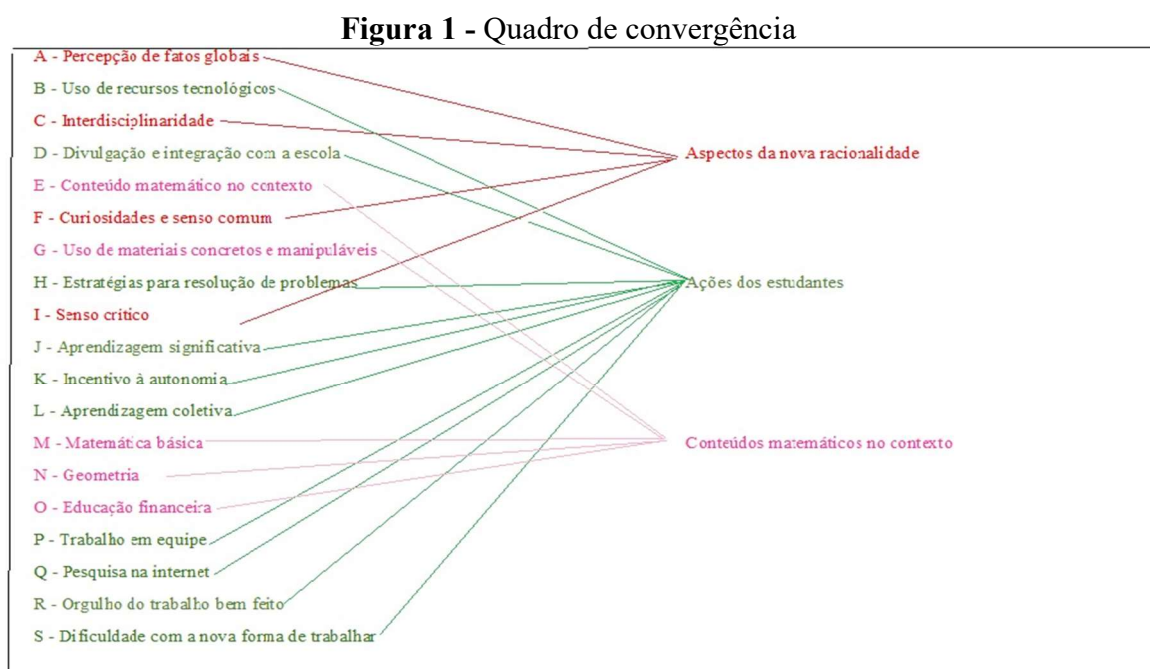 Figura 1 - Quadro de convergência
A - Percepção de fatos globais
B - Uso de recursos tecnológicos
C - Interdisciplinaridade
D - Divulgação e integração com a escola
E - Conteúdo matemático no contexto
F - Curiosidades e senso comum
G - Uso de materiais concretos e manipuláveis
H - Estratégias para resolução de problemas
I - Senso crítico
J - Aprendizagem significativa
K - Incentivo à autonomia
L - Aprendizagem coletiva
M - Matemática básica
N - Geometria
O - Educação financeira
P - Trabalho em equipe
Q - Pesquisa na internet
R - Orgulho do trabalho bem feito
S - Dificuldade com a nova forma de trabalhar
Aspectos da nova racionalidade
Ações dos estudantes
Conteúdos matemáticos no contexto